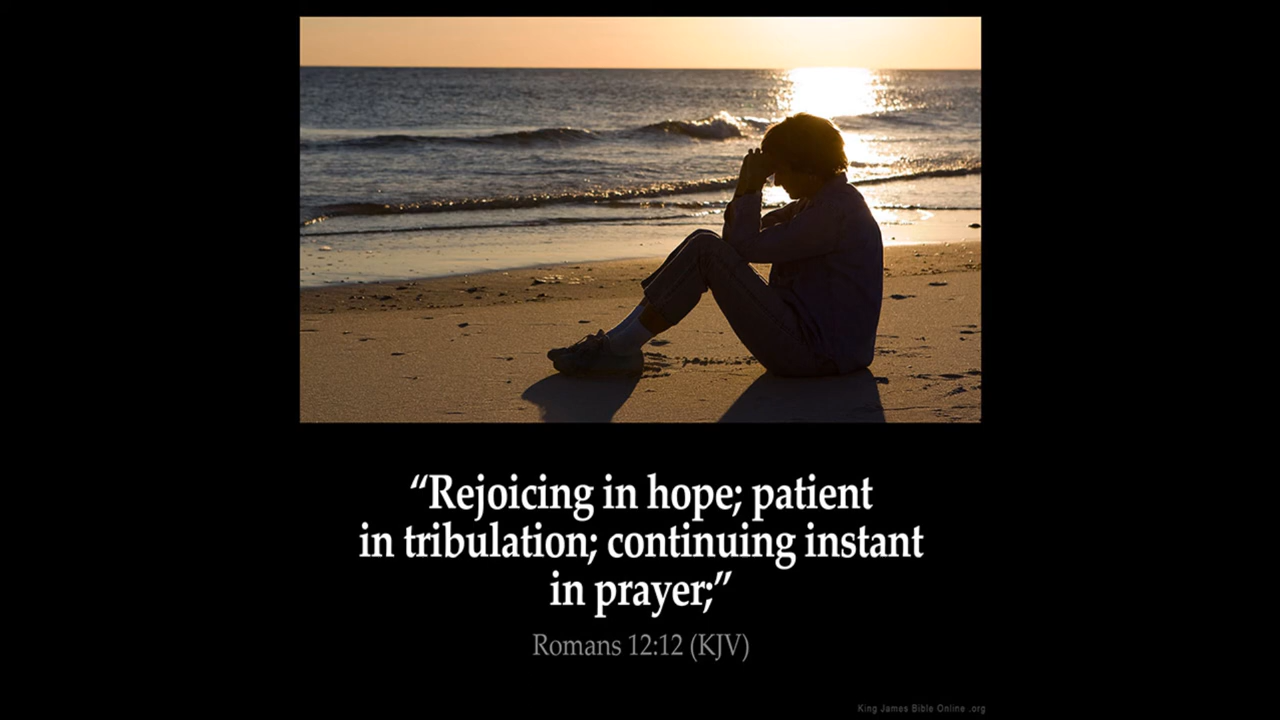 “Rejoicing in hope; patient
in tribulation; continuing instant
in prayer;”
Romans 12:12 (KJV)
King James Bible Online .org